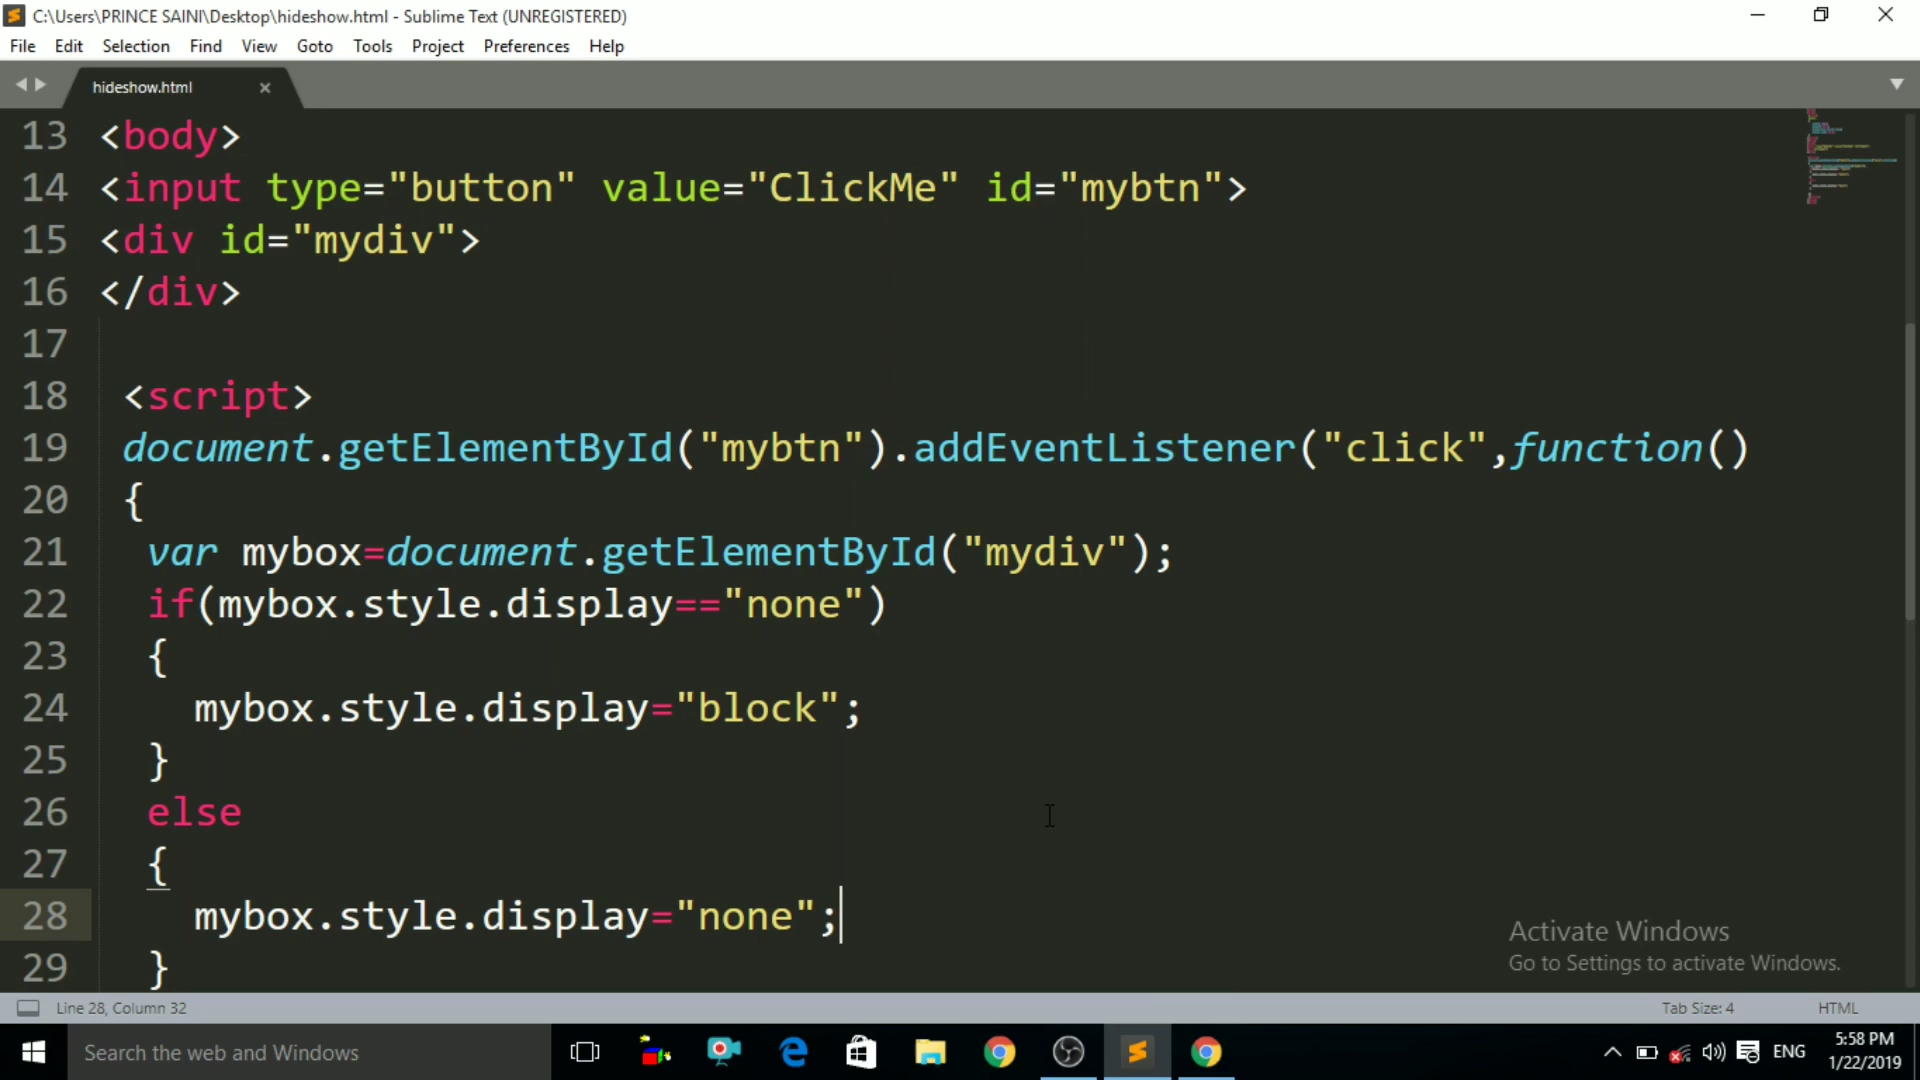 C:\Users\PRINCE SAINI\Desktop\hideshow.html - Sublime Text (UNREGISTERED)
File Edit Selection Find View Goto Tools Project Preferences Help
hideshow.html
13 <body>
14 <input type="button" value="ClickMe" id="mybtn">
15 <div id="mydiv">
16 </div>
17
18 <script>
19 document.getElementById("mybtn").addEventListener("click",function()
20 {
21 var mybox=document.getElementById("mydiv");
22 if(mybox.style.display=="none")
23 {
24 mybox.style.display="block";
25 }
26 else
27 {
28 mybox.style.display="none";
29 }
Activate Windows
Go to Settings to activate Windows.
Line 28, Column 32 Tab Size: 4 HTML
Search the web and Windows
ENG
5:58 PM
1/22/2019